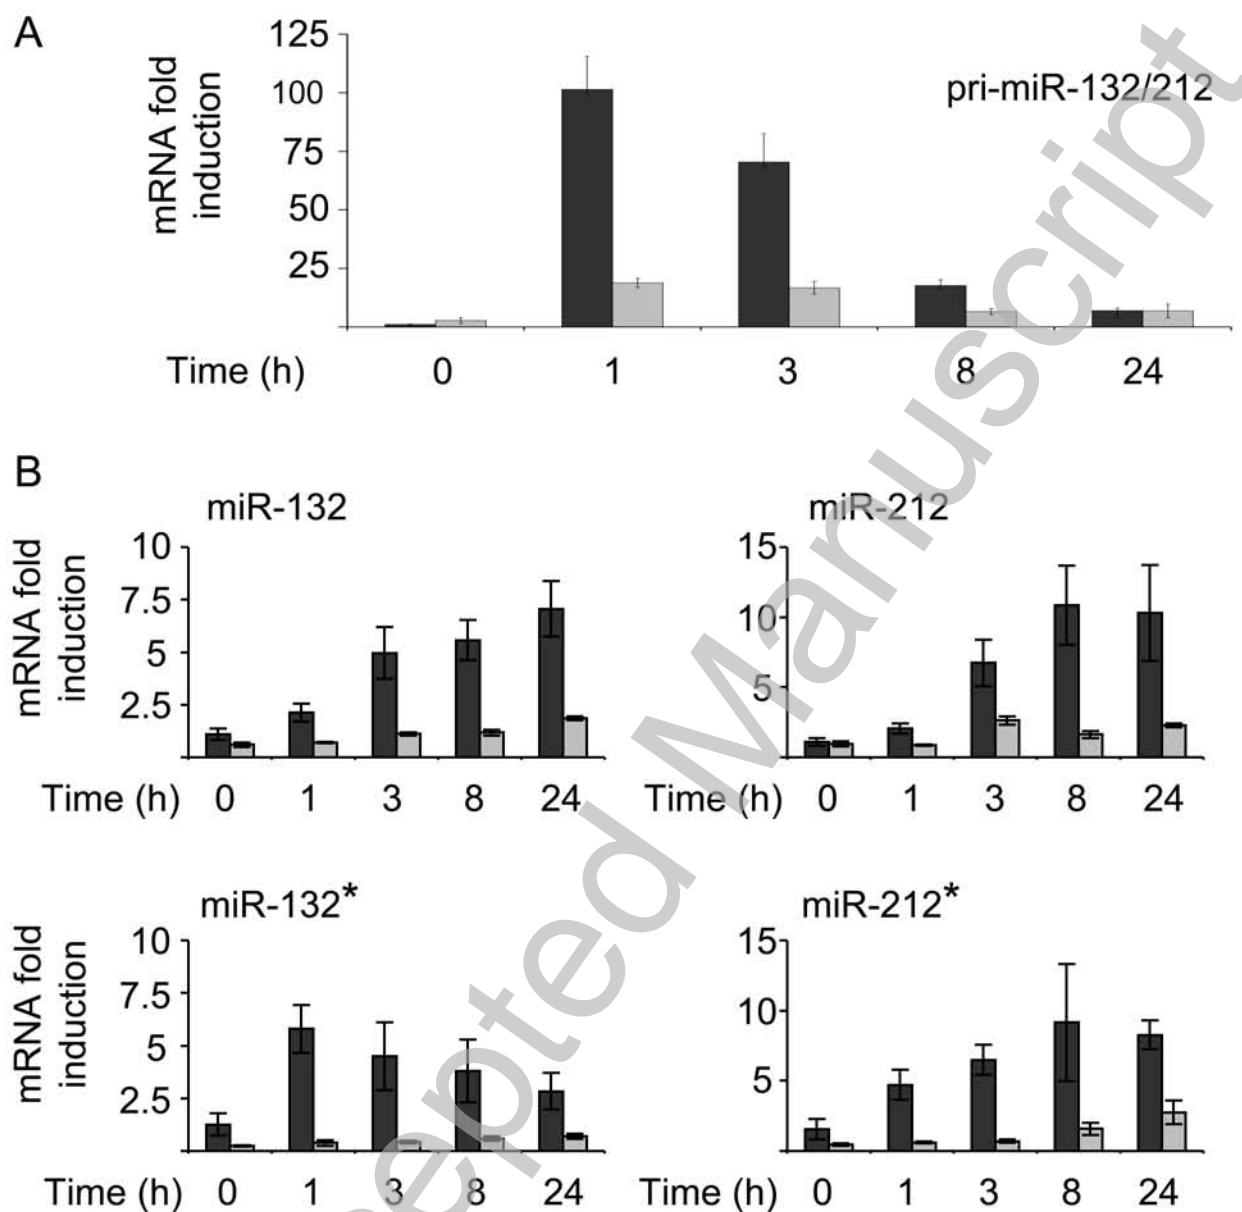 A
mRNA fold
induction
125
100
75
50
25
pri-miR-132/212
Time (h) 0 1 3 8 24
B
miR-132
mRNA fold
induction
10
7.5
5
2.5
Time (h) 0 1 3 8 24
miR-212
15
10
5
Time (h) 0 1 3 8 24
miR-132*
mRNA fold
induction
10
7.5
5
2.5
Time (h) 0 1 3 8 24
miR-212*
15
10
5
Time (h) 0 1 3 8 24
epted Manuscript